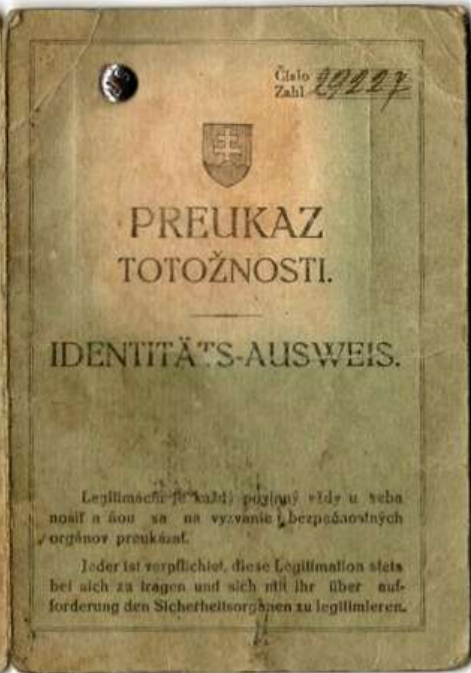 Číslo 29227
Zahl
PREUKAZ
TOTOŽNOSTI.
IDENTITÄTS-AUSWEIS.
Legitimáciu je každý povinný vždy u seba
nosiť a ňou sa na vyzvanie bezpečnostných
orgánov preukázať.
Jeder ist verpflichtet, diese Legitimation stets
bei sich zu tragen und sich mit ihr über auf-
forderung den Sicherheitsorganen zu legitimieren.